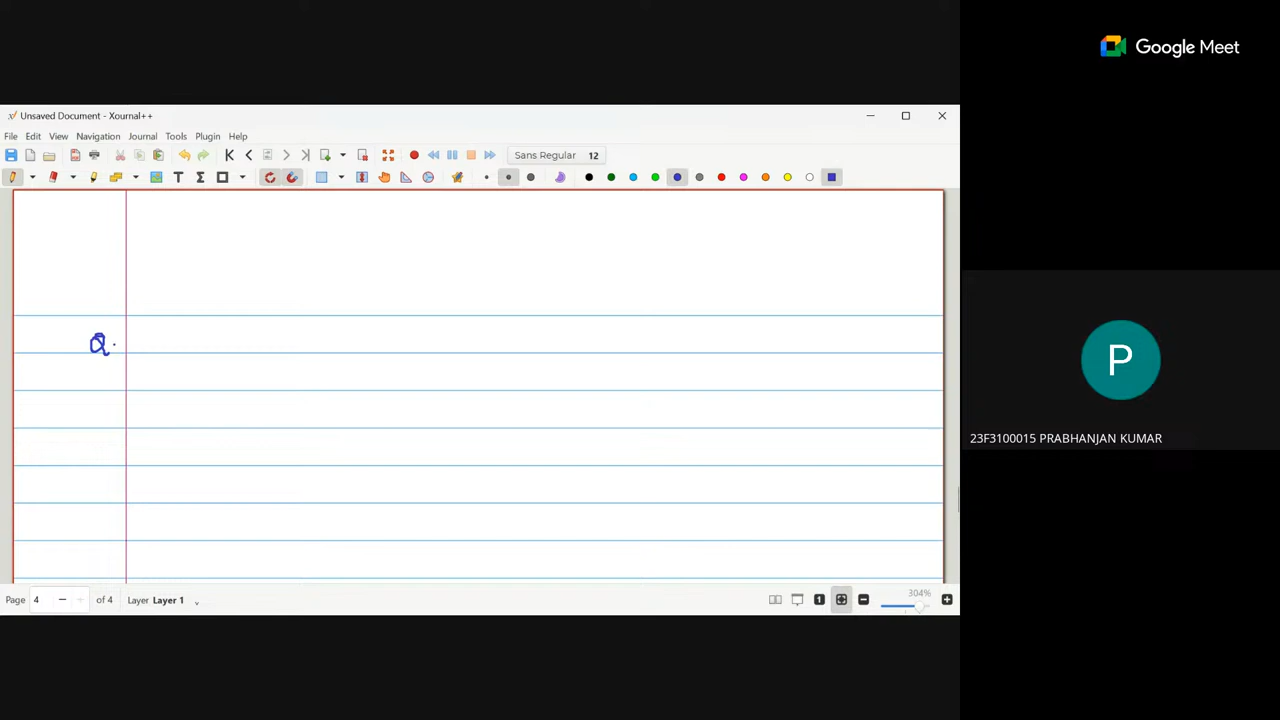 Google Meet
Unsaved Document - Xournal++
File Edit View Navigation Journal Tools Plugin Help
Sans Regular 12
Q.
P
23F3100015 PRABHANJAN KUMAR
Page 4 of 4 Layer Layer 1
304%